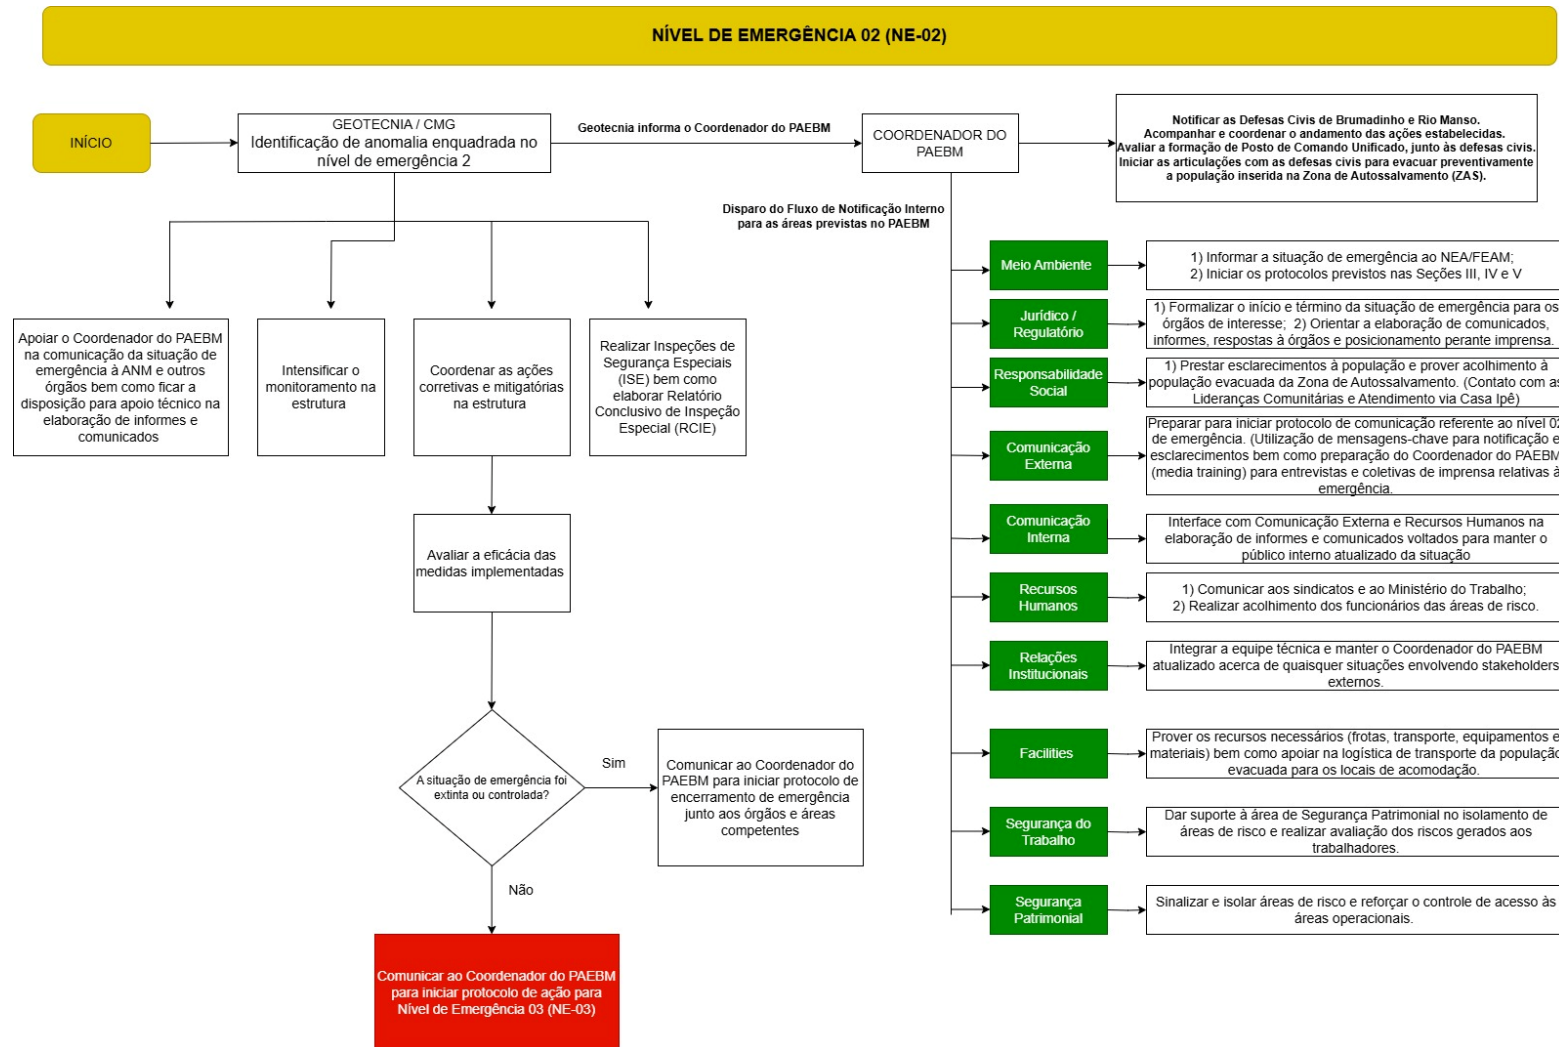 NÍVEL DE EMERGÊNCIA 02 (NE-02)
INÍCIO
GEOTECNIA / CMG
Identificação de anomalia enquadrada no
nível de emergência 2
Geotecnia informa o Coordenador do PAEBM
COORDENADOR DO
PAEBM
Notificar as Defesas Civis de Brumadinho e Rio Manso.
Acompanhar e coordenar o andamento das ações estabelecidas.
Avaliar a formação de Posto de Comando Unificado, junto às defesas civis.
Iniciar as articulações com as defesas civis para evacuar preventivamente
a população inserida na Zona de Autossalvamento (ZAS).
Disparo do Fluxo de Notificação Interno
para as áreas previstas no PAEBM
Apoiar o Coordenador do PAEBM
na comunicação da situação de
emergência à ANM e outros
órgãos bem como ficar a
disposição para apoio técnico na
elaboração de informes e
comunicados
Intensificar o
monitoramento na
estrutura
Coordenar as ações
corretivas e mitigatórias
na estrutura
Realizar Inspeções de
Segurança Especiais
(ISE) bem como
elaborar Relatório
Conclusivo de Inspeção
Especial (RCIE)
Avaliar a eficácia das
medidas implementadas
A situação de emergência foi
extinta ou controlada?
Sim
Comunicar ao Coordenador do
PAEBM para iniciar protocolo de
encerramento de emergência
junto aos órgãos e áreas
competentes
Não
Comunicar ao Coordenador do PAEBM
para iniciar protocolo de ação para
Nível de Emergência 03 (NE-03)
Meio Ambiente
1) Informar a situação de emergência ao NEA/FEAM;
2) Iniciar os protocolos previstos nas Seções III, IV e V
Jurídico /
Regulatório
1) Formalizar o início e término da situação de emergência para os
órgãos de interesse; 2) Orientar a elaboração de comunicados,
informes, respostas à órgãos e posicionamento perante imprensa.
Responsabilidade
Social
1) Prestar esclarecimentos à população e prover acolhimento à
população evacuada da Zona de Autossalvamento. (Contato com as
Lideranças Comunitárias e Atendimento via Casa Ipê)
Comunicação
Externa
Preparar para iniciar protocolo de comunicação referente ao nível 02
de emergência. (Utilização de mensagens-chave para notificação e
esclarecimentos bem como preparação do Coordenador do PAEBM
(media training) para entrevistas e coletivas de imprensa relativas à
emergência.
Comunicação
Interna
Interface com Comunicação Externa e Recursos Humanos na
elaboração de informes e comunicados voltados para manter o
público interno atualizado da situação
Recursos
Humanos
1) Comunicar aos sindicatos e ao Ministério do Trabalho;
2) Realizar acolhimento dos funcionários das áreas de risco.
Relações
Institucionais
Integrar a equipe técnica e manter o Coordenador do PAEBM
atualizado acerca de quaisquer situações envolvendo stakeholders
externos.
Facilities
Prover os recursos necessários (frotas, transporte, equipamentos e
materiais) bem como apoiar na logística de transporte da população
evacuada para os locais de acomodação.
Segurança do
Trabalho
Dar suporte à área de Segurança Patrimonial no isolamento de
áreas de risco e realizar avaliação dos riscos gerados aos
trabalhadores.
Segurança
Patrimonial
Sinalizar e isolar áreas de risco e reforçar o controle de acesso às
áreas operacionais.